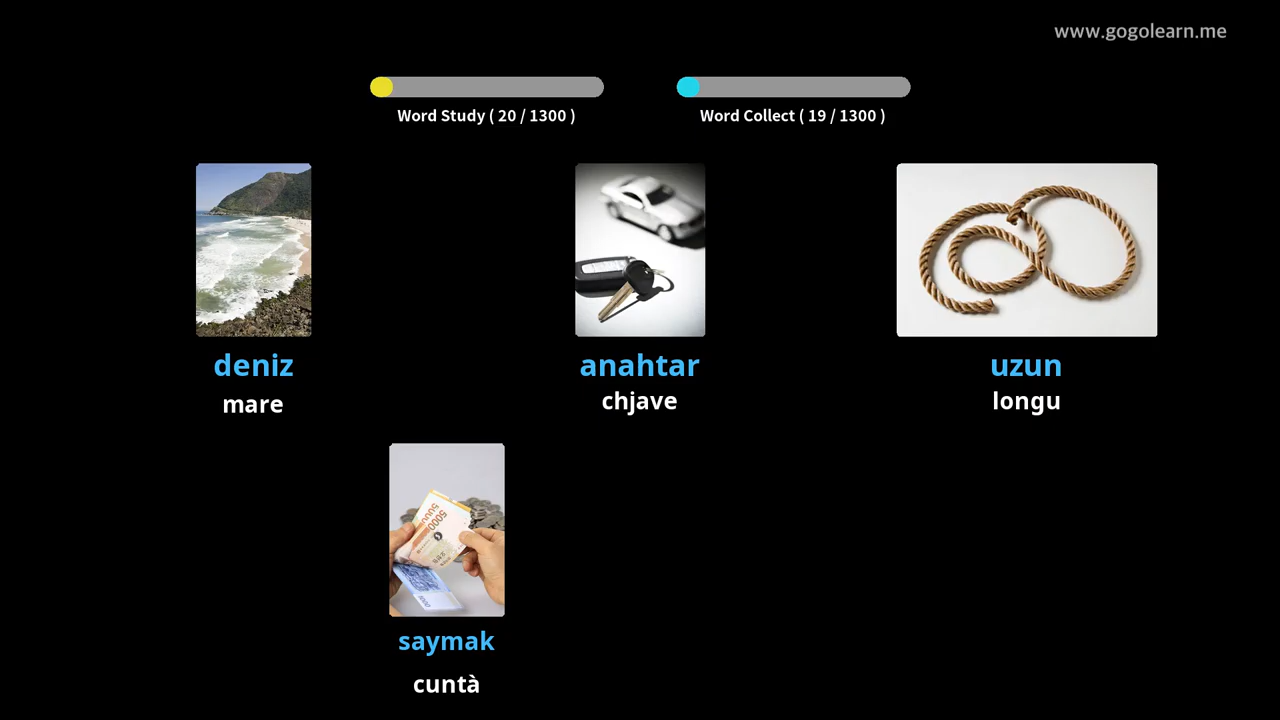 www.gogolearn.me
Word Study ( 20 / 1300 )
Word Collect ( 19 / 1300 )
deniz
mare
anahtar
chjave
uzun
longu
5000
saymak
cuntà